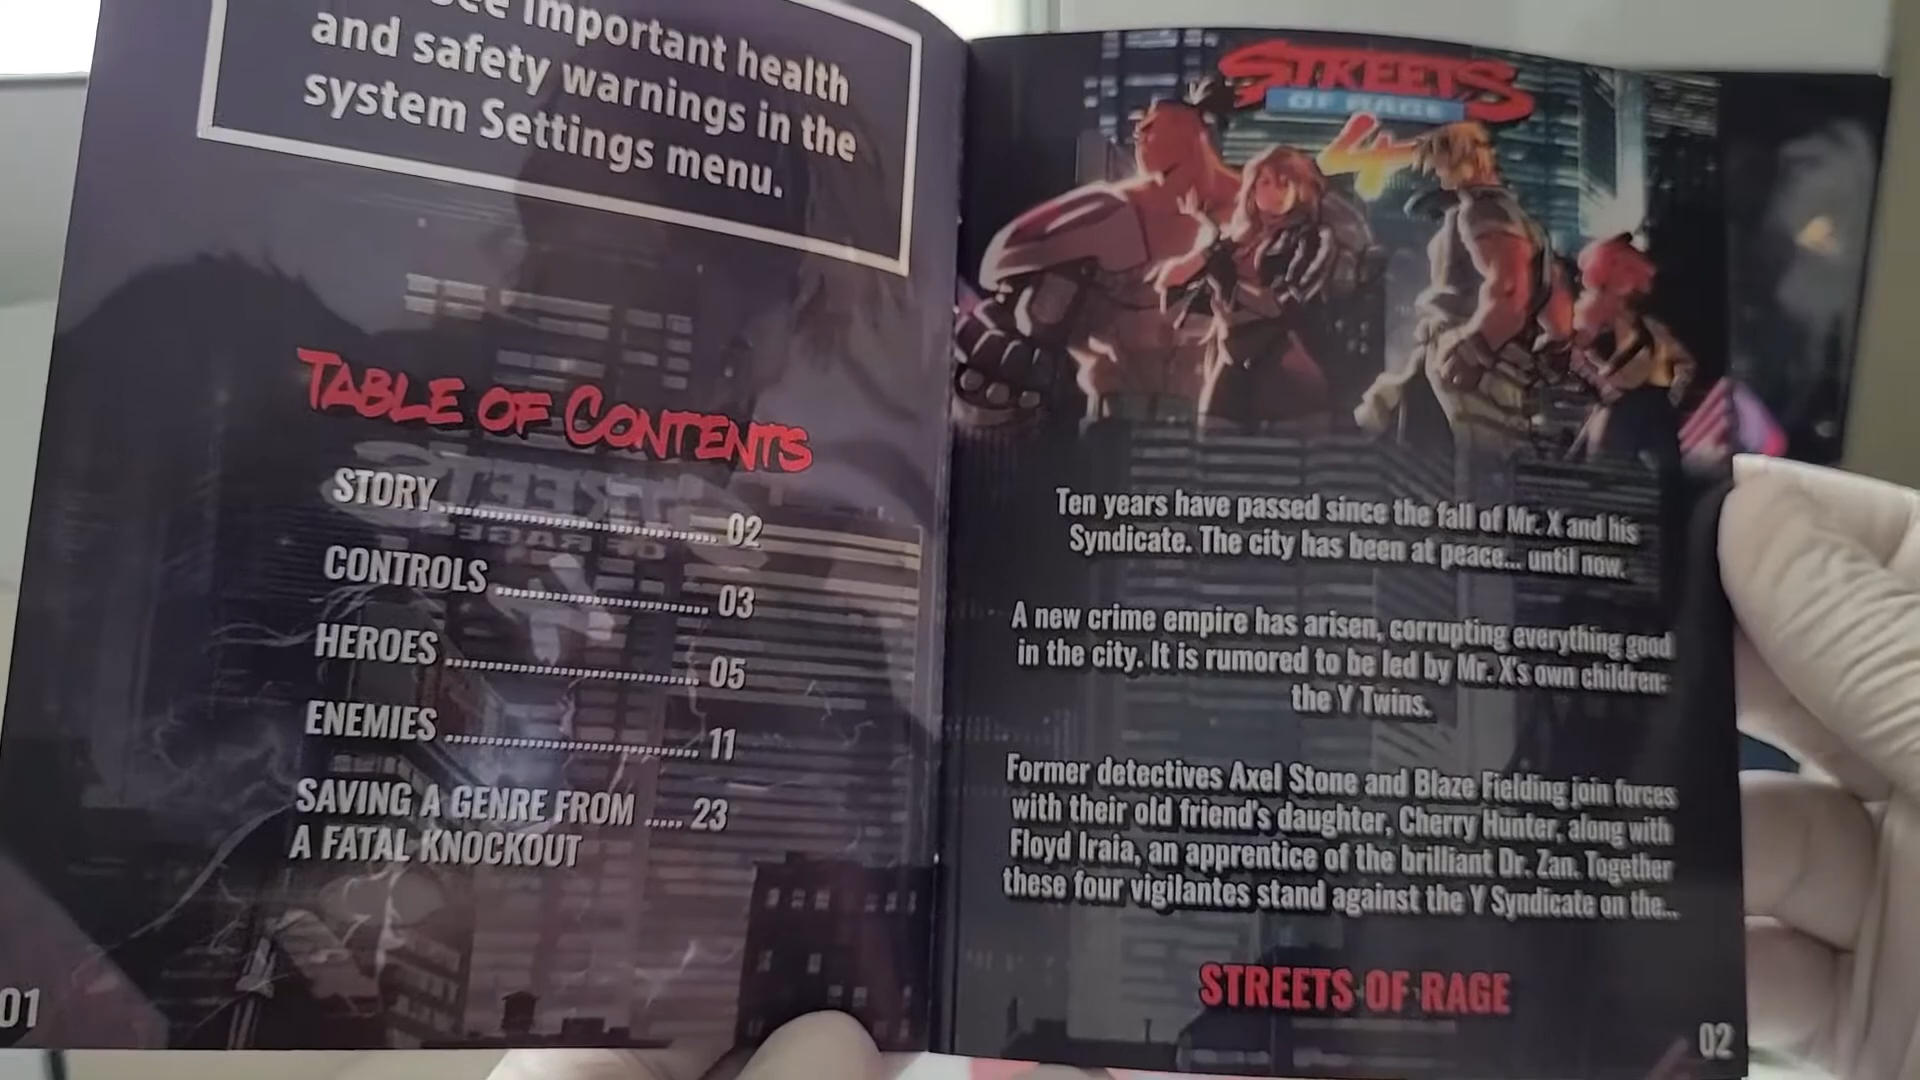 see important health
and safety warnings in the
system Settings menu.
TABLE OF CONTENTS
STORY........................... 02
CONTROLS ........................... 03
HEROES ........................... 05
ENEMIES ........................... 11
SAVING A GENRE FROM ..... 23
A FATAL KNOCKOUT
01
STREETS
OF RAGE
4
Ten years have passed since the fall of Mr. X and his
Syndicate. The city has been at peace... until now.
A new crime empire has arisen, corrupting everything good
in the city. It is rumored to be led by Mr. X's own children:
the Y Twins.
Former detectives Axel Stone and Blaze Fielding join forces
with their old friend's daughter, Cherry Hunter, along with
Floyd Iraia, an apprentice of the brilliant Dr. Zan. Together
these four vigilantes stand against the Y Syndicate on the...
STREETS OF RAGE
02